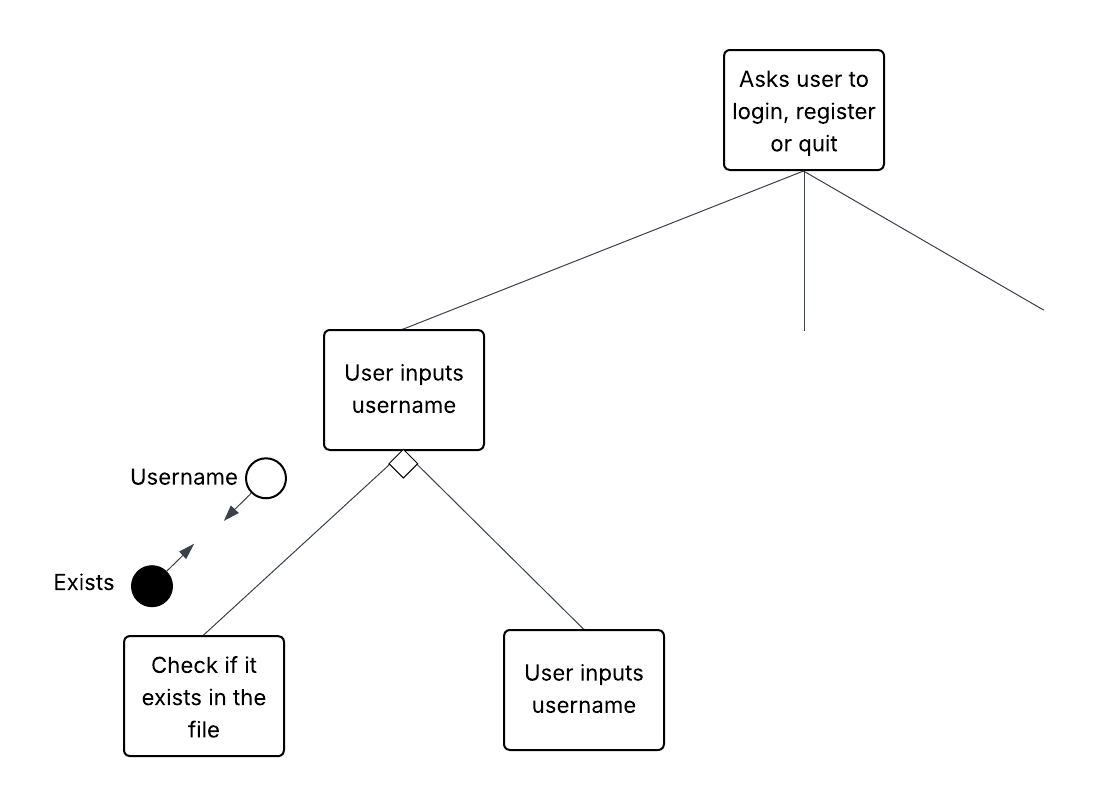 Asks user to
login, register
or quit
User inputs
username
Username
Exists
Check if it
exists in the
file
User inputs
username